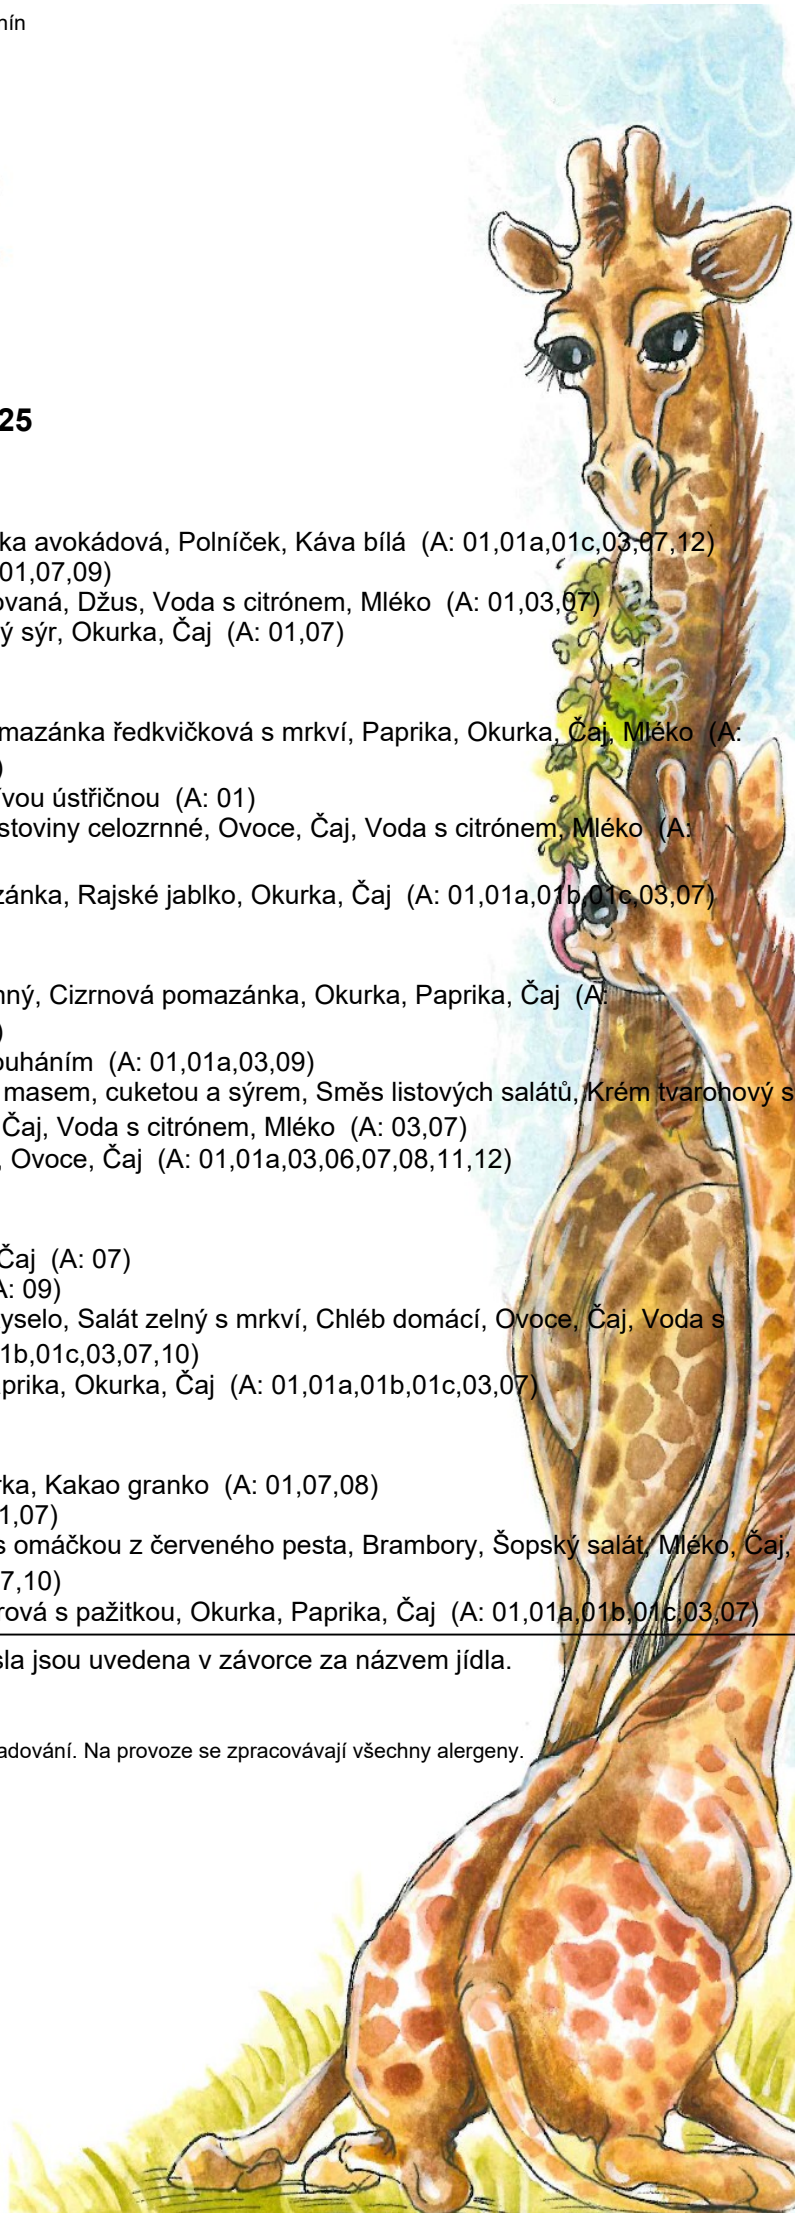 nín
25
ka avokádová, Polníček, Káva bílá (A: 01,01a,01c,03,07,12)
01,07,09)
ovaná, Džus, Voda s citrónem, Mléko (A: 01,03,07)
ý sýr, Okurka, Čaj (A: 01,07)
mazánka ředkvičková s mrkví, Paprika, Okurka, Čaj, Mléko (A:
)
ívou ústřičnou (A: 01)
stoviny celozrnné, Ovoce, Čaj, Voda s citrónem, Mléko (A:
zánka, Rajské jablko, Okurka, Čaj (A: 01,01a,01b,01c,03,07)
nný, Cizrnová pomazánka, Okurka, Paprika, Čaj (A:
)
ouháním (A: 01,01a,03,09)
masem, cuketou a sýrem, Směs listových salátů, Krém tvarohový s
Čaj, Voda s citrónem, Mléko (A: 03,07)
, Ovoce, Čaj (A: 01,01a,03,06,07,08,11,12)
Čaj (A: 07)
A: 09)
yselo, Salát zelný s mrkví, Chléb domácí, Ovoce, Čaj, Voda s
1b,01c,03,07,10)
aprika, Okurka, Čaj (A: 01,01a,01b,01c,03,07)
rka, Kakao granko (A: 01,07,08)
1,07)
s omáčkou z červeného pesta, Brambory, Šopský salát, Mléko, Čaj,
7,10)
rová s pažitkou, Okurka, Paprika, Čaj (A: 01,01a,01b,01c,03,07)
sla jsou uvedena v závorce za názvem jídla.
adování. Na provoze se zpracovávají všechny alergeny.